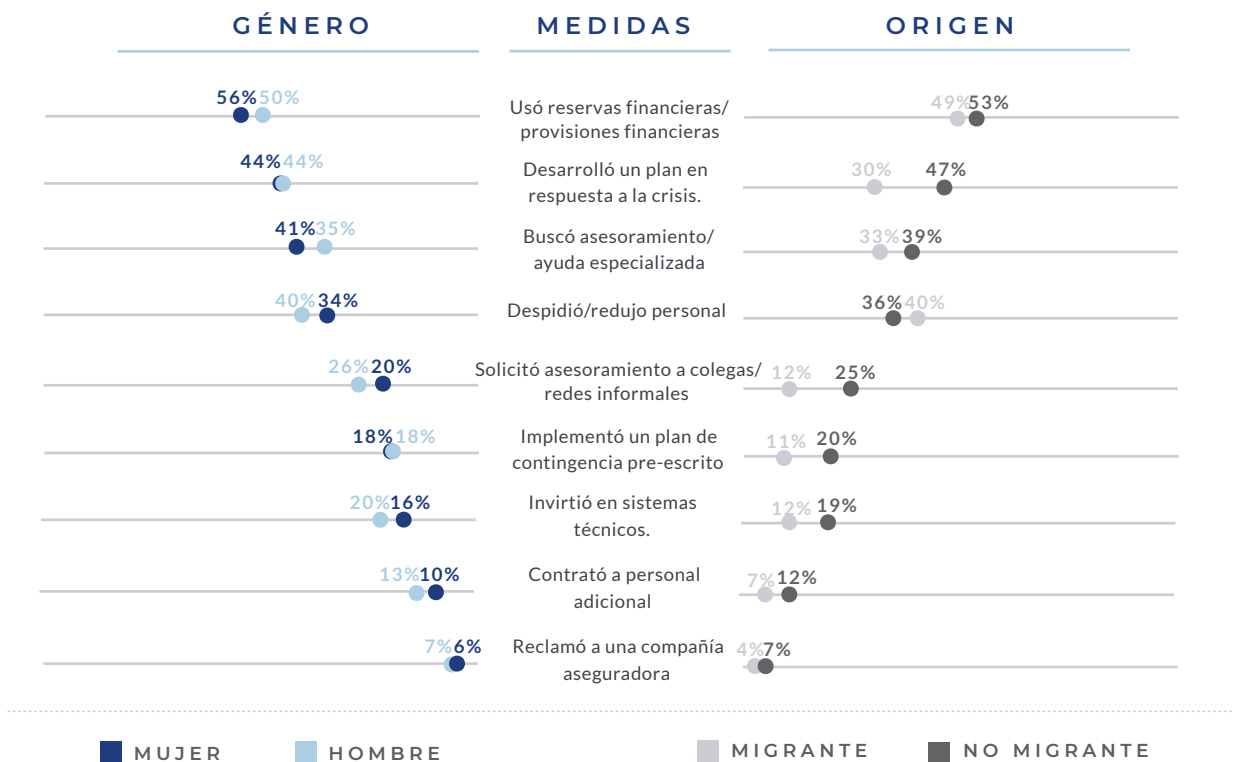 GÉNERO MEDIDAS ORIGEN
56% 50% Usó reservas financieras/ 49% 53%
provisiones financieras
44% 44% Desarrolló un plan en 30% 47%
respuesta a la crisis.
41% 35% Buscó asesoramiento/ 33% 39%
ayuda especializada
40% 34% Despidió/redujo personal 36% 40%
26% 20% Solicitó asesoramiento a colegas/ 12% 25%
redes informales
18% 18% Implementó un plan de 11% 20%
contingencia pre-escrito
20% 16% Invirtió en sistemas 12% 19%
técnicos.
13% 10% Contrató a personal 7% 12%
adicional
7% 6% Reclamó a una compañía 4% 7%
aseguradora
MUJER HOMBRE MIGRANTE NO MIGRANTE